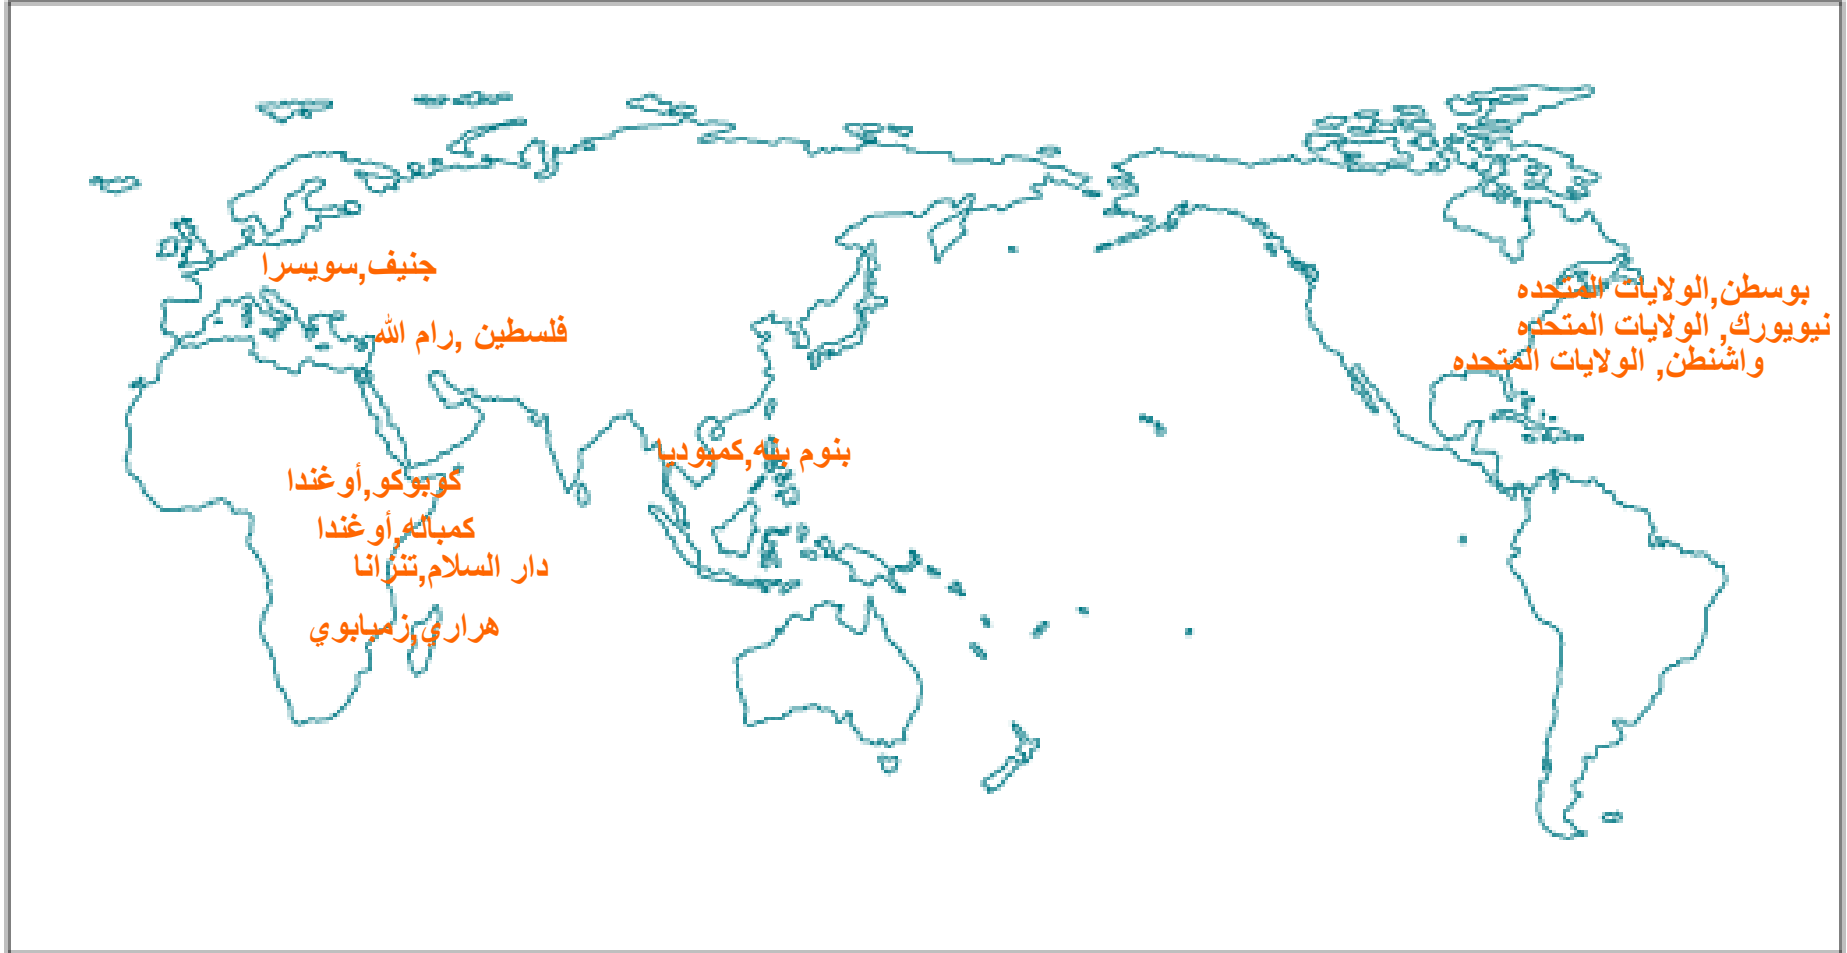 جنيف,سويسرا
بوسطن,الولايات المتحده
نيويورك, الولايات المتحده
فلسطين ,رام الله
واشنطن, الولايات المتحده
بنوم بنه,كمبوديا
كوبوكو,أوغندا
كمباله,أوغندا
دار السلام,تنزانا
هراري,زمبابوي